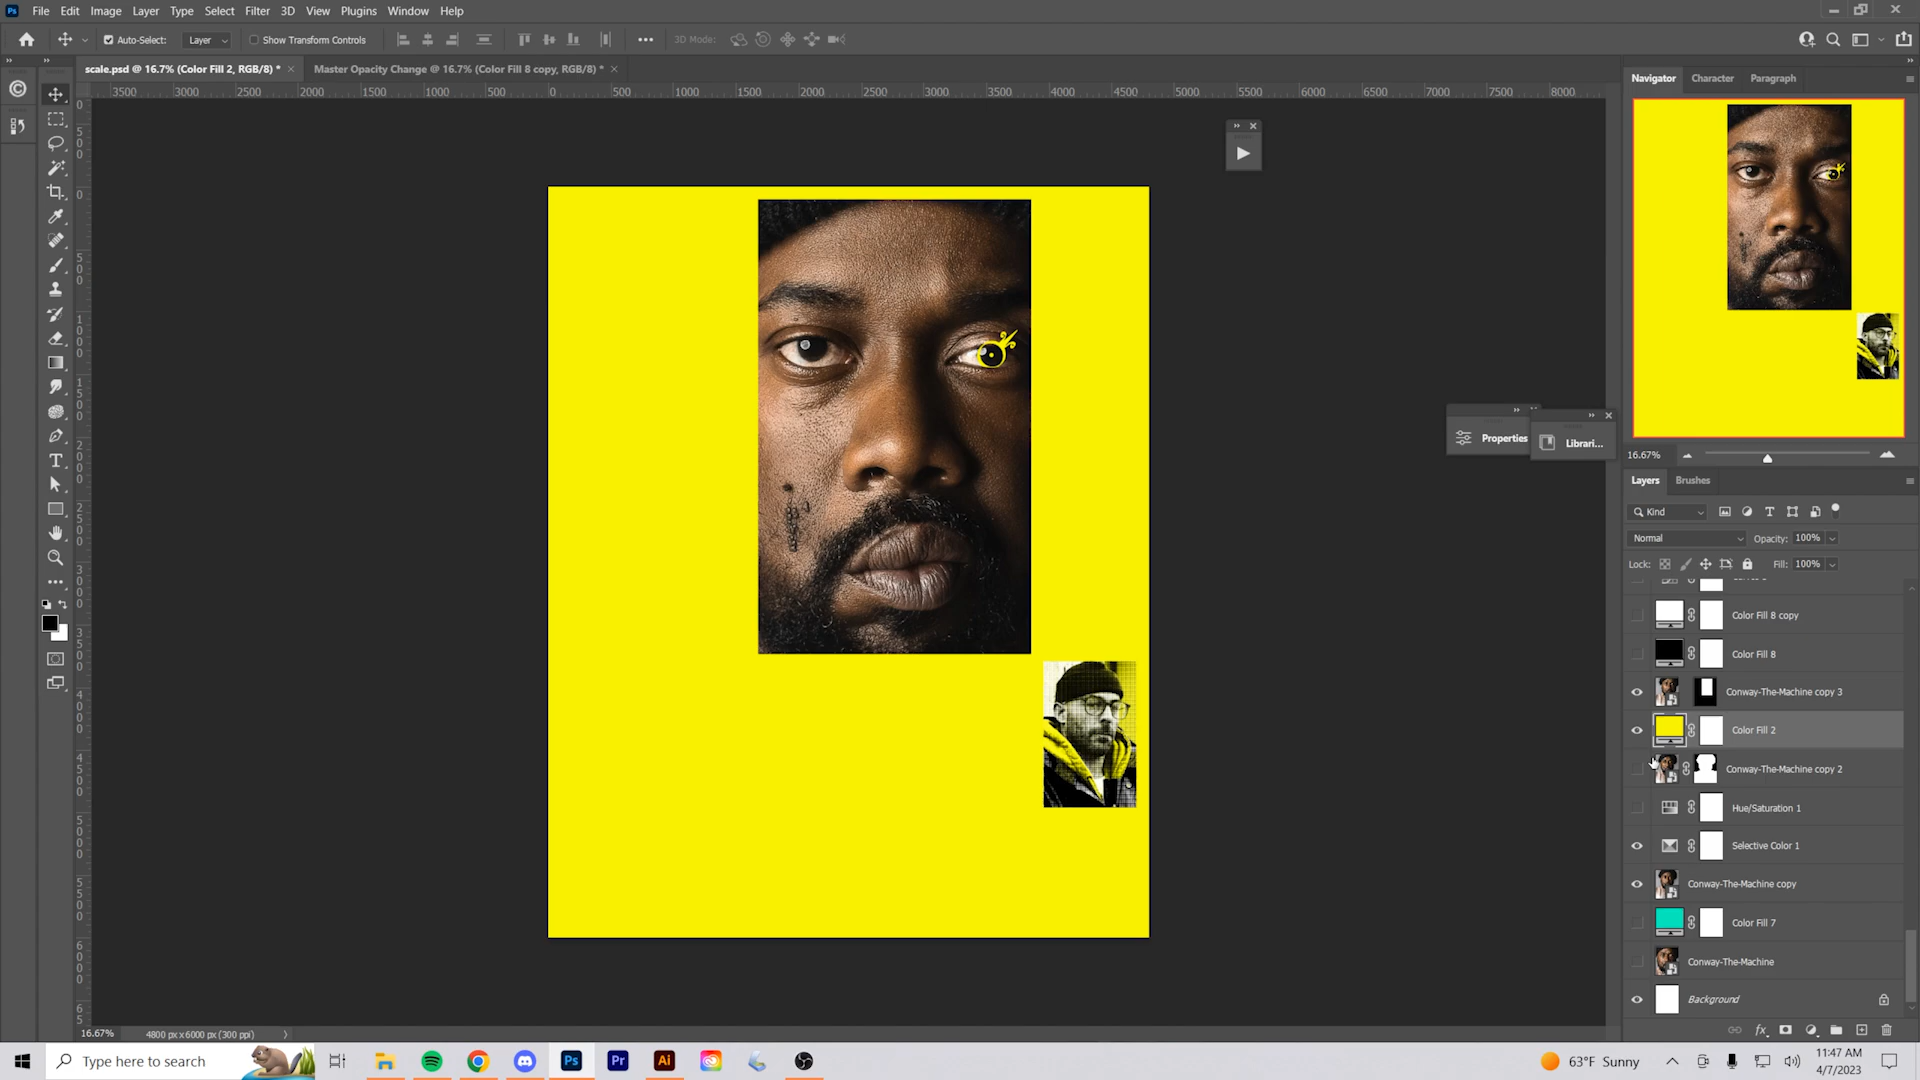 File Edit Image Layer Type Select Filter 3D View Plugins Window Help
Auto-Select: Layer Show Transform Controls 3D Mode:
scale.psd @ 16.7% (Color Fill 2, RGB/8) * Master Opacity Change @ 16.7% (Color Fill 8 copy, RGB/8) *
Navigator Character Paragraph
3500 3000 2500 2000 1500 1000 500 0 500 1000 1500 2000 2500 3000 3500 4000 4500 5000 5500 6000 6500 7000 7500 8000
Properties
Librari...
16.67%
Layers Brushes
Kind
Normal Opacity: 100%
Lock: Fill: 100%
Color Fill 8 copy
Color Fill 8
Conway-The-Machine copy 3
Color Fill 2
Conway-The-Machine copy 2
Hue/Saturation 1
Selective Color 1
Conway-The-Machine copy
Color Fill 7
Conway-The-Machine
Background
16.67% 4800 px x 6000 px (300 ppi)
Type here to search
63°F Sunny
11:47 AM
4/7/2023